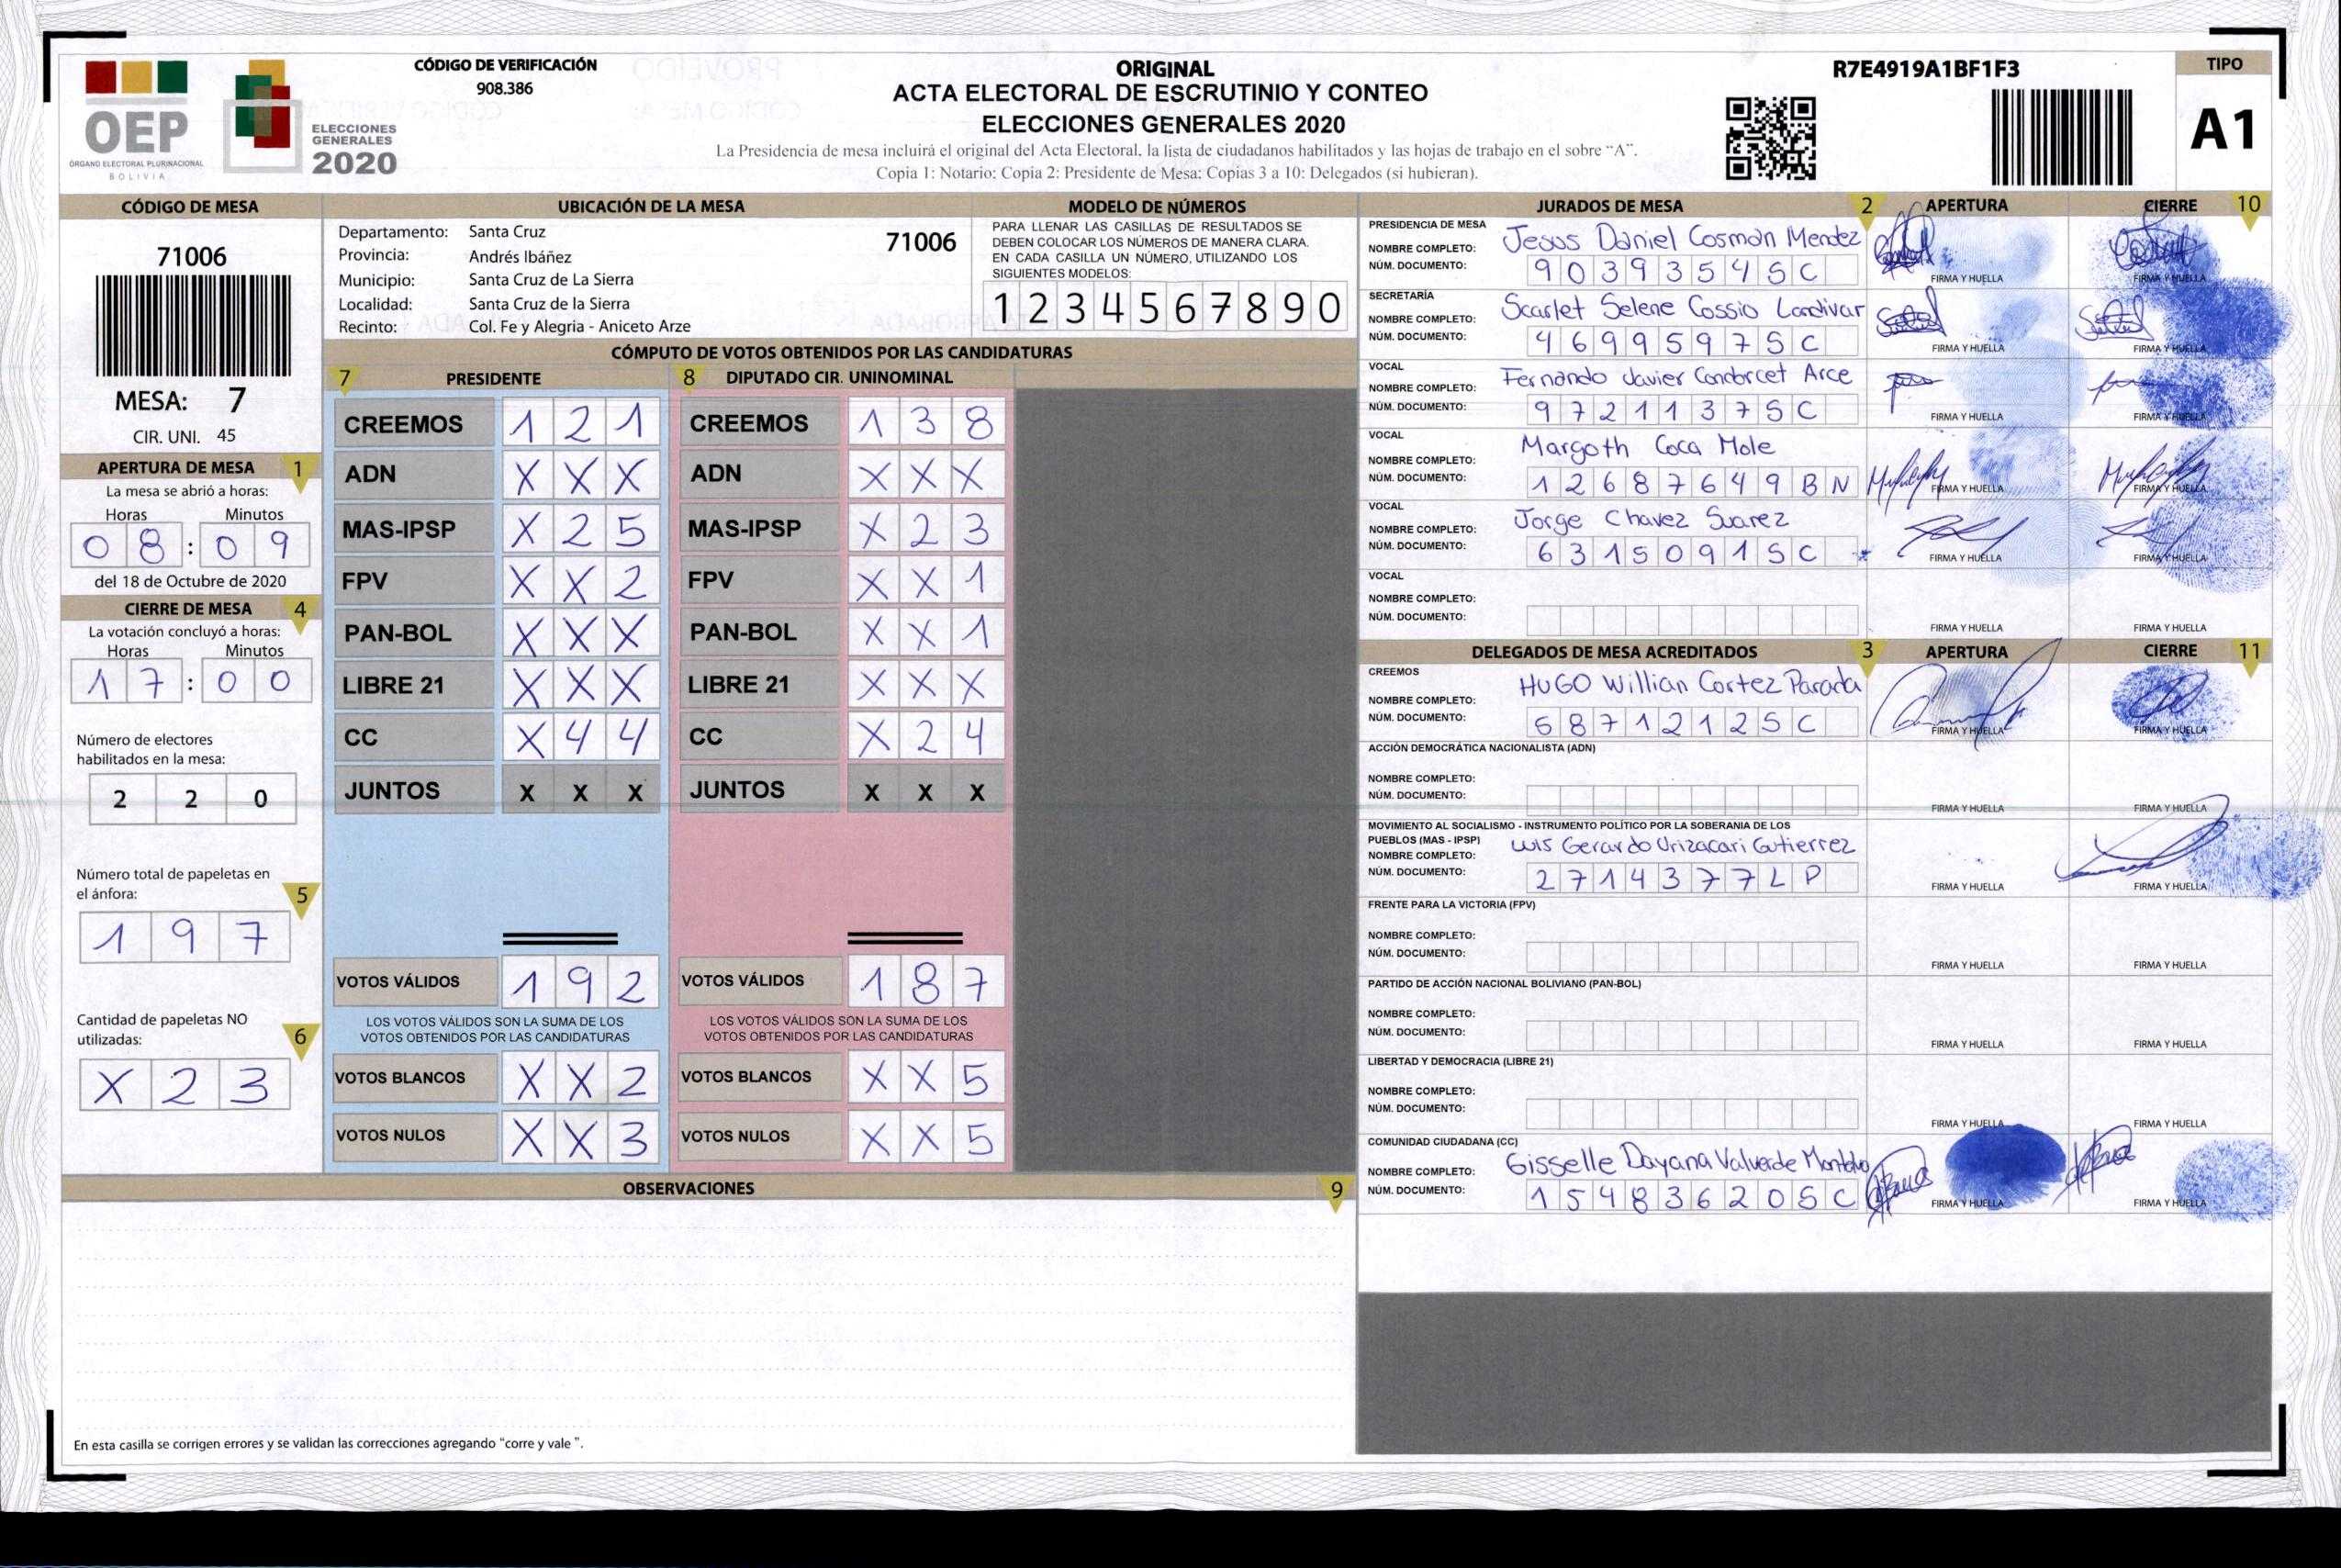 CÓDIGO DE VERIFICACIÓN
908.386
OEP
ÓRGANO ELECTORAL PLURINACIONAL
BOLIVIA
ELECCIONES
GENERALES
2020
ORIGINAL
ACTA ELECTORAL DE ESCRUTINIO Y CONTEO
ELECCIONES GENERALES 2020
La Presidencia de mesa incluirá el original del Acta Electoral, la lista de ciudadanos habilitados y las hojas de trabajo en el sobre "A".
Copia 1: Notario; Copia 2: Presidente de Mesa; Copias 3 a 10: Delegados (si hubieran).
R7E4919A1BF1F3
TIPO
A1
CÓDIGO DE MESA
71006
MESA: 7
CIR. UNI. 45
APERTURA DE MESA 1
La mesa se abrió a horas:
Horas Minutos
08:09
del 18 de Octubre de 2020
CIERRE DE MESA 4
La votación concluyó a horas:
Horas Minutos
17:00
Número de electores
habilitados en la mesa:
2 2 0
Número total de papeletas en
el ánfora: 5
1 9 7
Cantidad de papeletas NO
utilizadas: 6
X 2 3
UBICACIÓN DE LA MESA
Departamento: Santa Cruz
Provincia: Andrés Ibáñez
Municipio: Santa Cruz de La Sierra
Localidad: Santa Cruz de la Sierra
Recinto: Col. Fe y Alegria - Aniceto Arze
71006
MODELO DE NÚMEROS
PARA LLENAR LAS CASILLAS DE RESULTADOS SE
DEBEN COLOCAR LOS NÚMEROS DE MANERA CLARA.
EN CADA CASILLA UN NÚMERO, UTILIZANDO LOS
SIGUIENTES MODELOS:
1 2 3 4 5 6 7 8 9 0
CÓMPUTO DE VOTOS OBTENIDOS POR LAS CANDIDATURAS
7 PRESIDENTE
CREEMOS 1 2 1
ADN X X X
MAS-IPSP X 2 5
FPV X X 2
PAN-BOL X X X
LIBRE 21 X X X
CC X 4 4
JUNTOS X X X
VOTOS VÁLIDOS 1 9 2
LOS VOTOS VÁLIDOS SON LA SUMA DE LOS
VOTOS OBTENIDOS POR LAS CANDIDATURAS
VOTOS BLANCOS X X 2
VOTOS NULOS X X 3
8 DIPUTADO CIR. UNINOMINAL
CREEMOS 1 3 8
ADN X X X
MAS-IPSP X 2 3
FPV X X 1
PAN-BOL X X 1
LIBRE 21 X X X
CC X 2 4
JUNTOS X X X
VOTOS VÁLIDOS 1 8 7
LOS VOTOS VÁLIDOS SON LA SUMA DE LOS
VOTOS OBTENIDOS POR LAS CANDIDATURAS
VOTOS BLANCOS X X 5
VOTOS NULOS X X 5
OBSERVACIONES 9
En esta casilla se corrigen errores y se validan las correcciones agregando "corre y vale ".
JURADOS DE MESA 2 APERTURA CIERRE 10
PRESIDENCIA DE MESA
NOMBRE COMPLETO: Jesus Daniel Cosman Mendez
NÚM. DOCUMENTO: 9039354SC
FIRMA Y HUELLA FIRMA Y HUELLA
SECRETARÍA
NOMBRE COMPLETO: Scarlet Selene Cossio Landivar
NÚM. DOCUMENTO: 4699597SC
FIRMA Y HUELLA FIRMA Y HUELLA
VOCAL
NOMBRE COMPLETO: Fernando Javier Condorcet Arce
NÚM. DOCUMENTO: 9721137SC
FIRMA Y HUELLA FIRMA Y HUELLA
VOCAL
NOMBRE COMPLETO: Margoth Coca Mole
NÚM. DOCUMENTO: 12687649BN
FIRMA Y HUELLA FIRMA Y HUELLA
VOCAL
NOMBRE COMPLETO: Jorge Chavez Suarez
NÚM. DOCUMENTO: 6315091SC
FIRMA Y HUELLA FIRMA Y HUELLA
VOCAL
NOMBRE COMPLETO:
NÚM. DOCUMENTO:
FIRMA Y HUELLA FIRMA Y HUELLA
DELEGADOS DE MESA ACREDITADOS 3 APERTURA CIERRE 11
CREEMOS
NOMBRE COMPLETO: HUGO Willian Cortez Parada
NÚM. DOCUMENTO: 5871212SC
FIRMA Y HUELLA FIRMA Y HUELLA
ACCIÓN DEMOCRÁTICA NACIONALISTA (ADN)
NOMBRE COMPLETO:
NÚM. DOCUMENTO:
FIRMA Y HUELLA FIRMA Y HUELLA
MOVIMIENTO AL SOCIALISMO - INSTRUMENTO POLÍTICO POR LA SOBERANIA DE LOS
PUEBLOS (MAS - IPSP)
NOMBRE COMPLETO: Luis Gerardo Urizacari Gutierrez
NÚM. DOCUMENTO: 2714377LP
FIRMA Y HUELLA FIRMA Y HUELLA
FRENTE PARA LA VICTORIA (FPV)
NOMBRE COMPLETO:
NÚM. DOCUMENTO:
FIRMA Y HUELLA FIRMA Y HUELLA
PARTIDO DE ACCIÓN NACIONAL BOLIVIANO (PAN-BOL)
NOMBRE COMPLETO:
NÚM. DOCUMENTO:
FIRMA Y HUELLA FIRMA Y HUELLA
LIBERTAD Y DEMOCRACIA (LIBRE 21)
NOMBRE COMPLETO:
NÚM. DOCUMENTO:
FIRMA Y HUELLA FIRMA Y HUELLA
COMUNIDAD CIUDADANA (CC)
NOMBRE COMPLETO: Gisselle Dayana Valverde
NÚM. DOCUMENTO: 15483620SC
FIRMA Y HUELLA FIRMA Y HUELLA